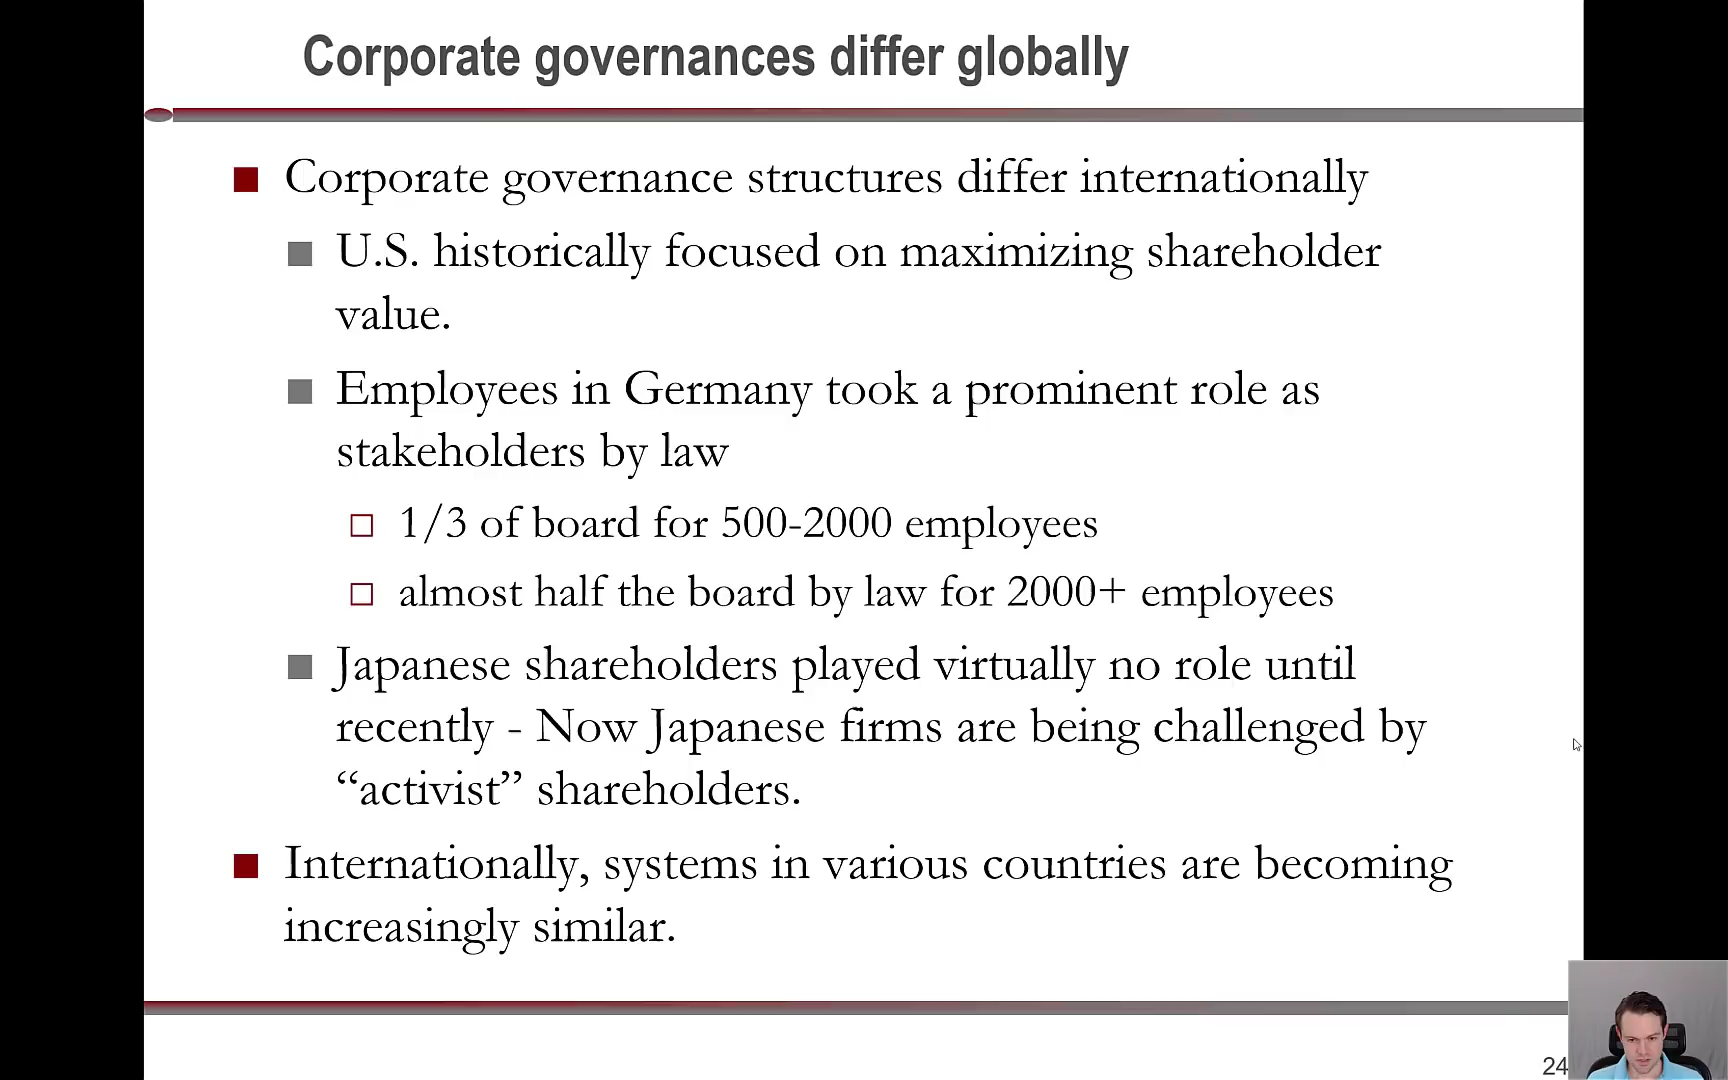 Corporate governances differ globally
Corporate governance structures differ internationally
U.S. historically focused on maximizing shareholder
value.
Employees in Germany took a prominent role as
stakeholders by law
1/3 of board for 500-2000 employees
almost half the board by law for 2000+ employees
Japanese shareholders played virtually no role until
recently - Now Japanese firms are being challenged by
“activist” shareholders.
Internationally, systems in various countries are becoming
increasingly similar.
24